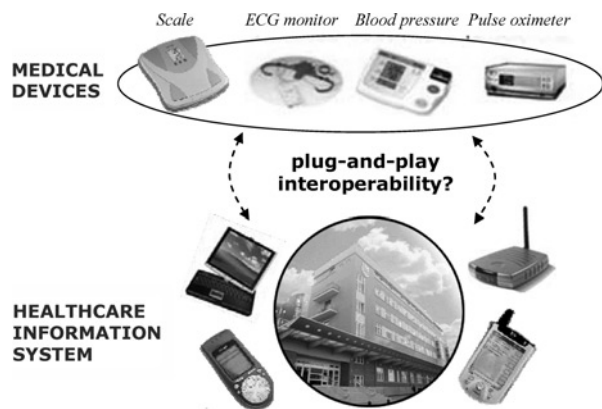 Scale ECG monitor Blood pressure Pulse oximeter
MEDICAL
DEVICES
plug-and-play
interoperability?
HEALTHCARE
INFORMATION
SYSTEM